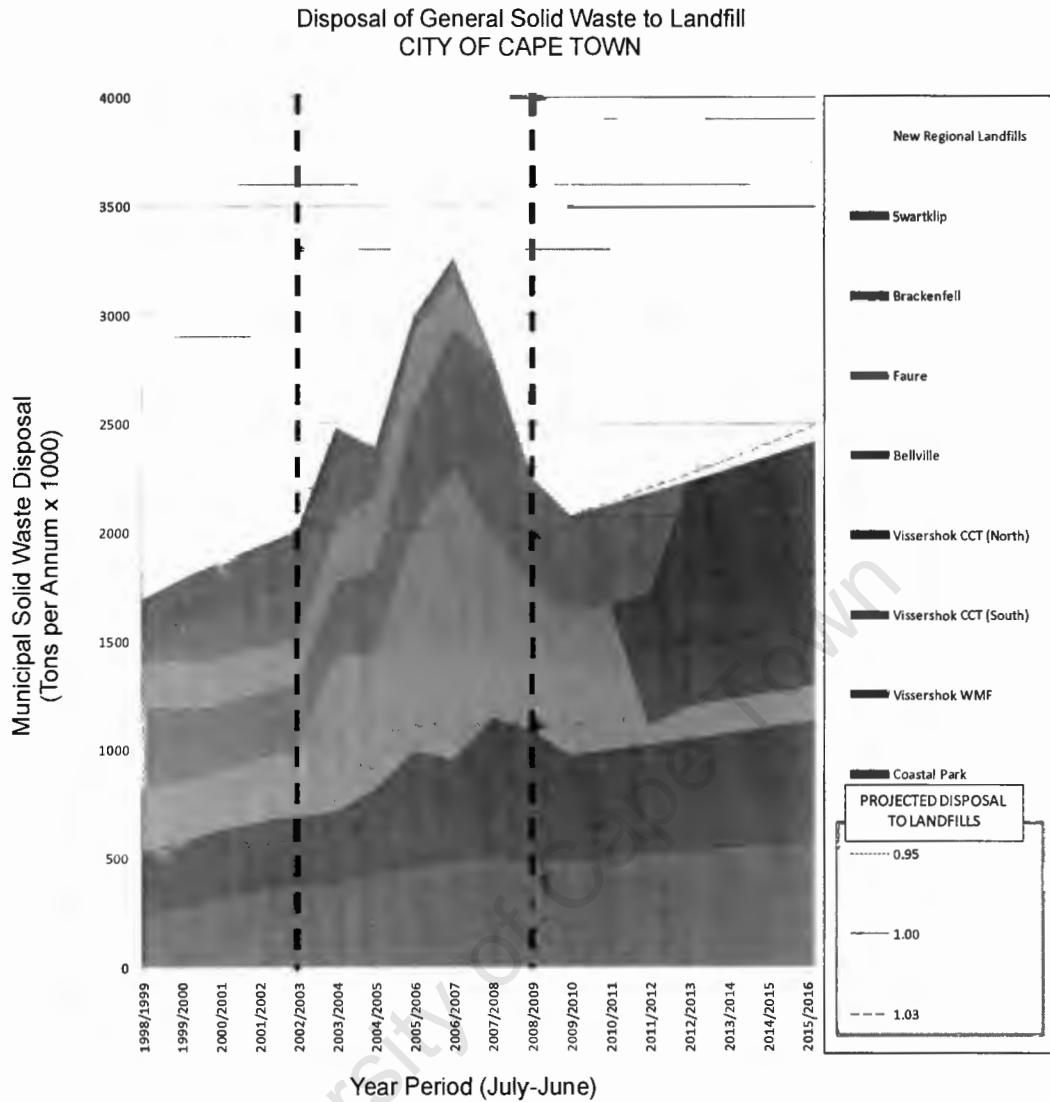 Disposal of General Solid Waste to Landfill
CITY OF CAPE TOWN
Municipal Solid Waste Disposal
(Tons per Annum x 1000)
4000
3500
3000
2500
2000
1500
1000
500
0
1998/1999
1999/2000
2000/2001
2001/2002
2002/2003
2003/2004
2004/2005
2005/2006
2006/2007
2007/2008
2008/2009
2009/2010
2010/2011
2011/2012
2012/2013
2013/2014
2014/2015
2015/2016
Year Period (July-June)
New Regional Landfills
Swartklip
Brackenfell
Faure
Bellville
Vissershok CCT (North)
Vissershok CCT (South)
Vissershok WMF
Coastal Park
PROJECTED DISPOSAL
TO LANDFILLS
0.95
1.00
1.03
University of Cape Town